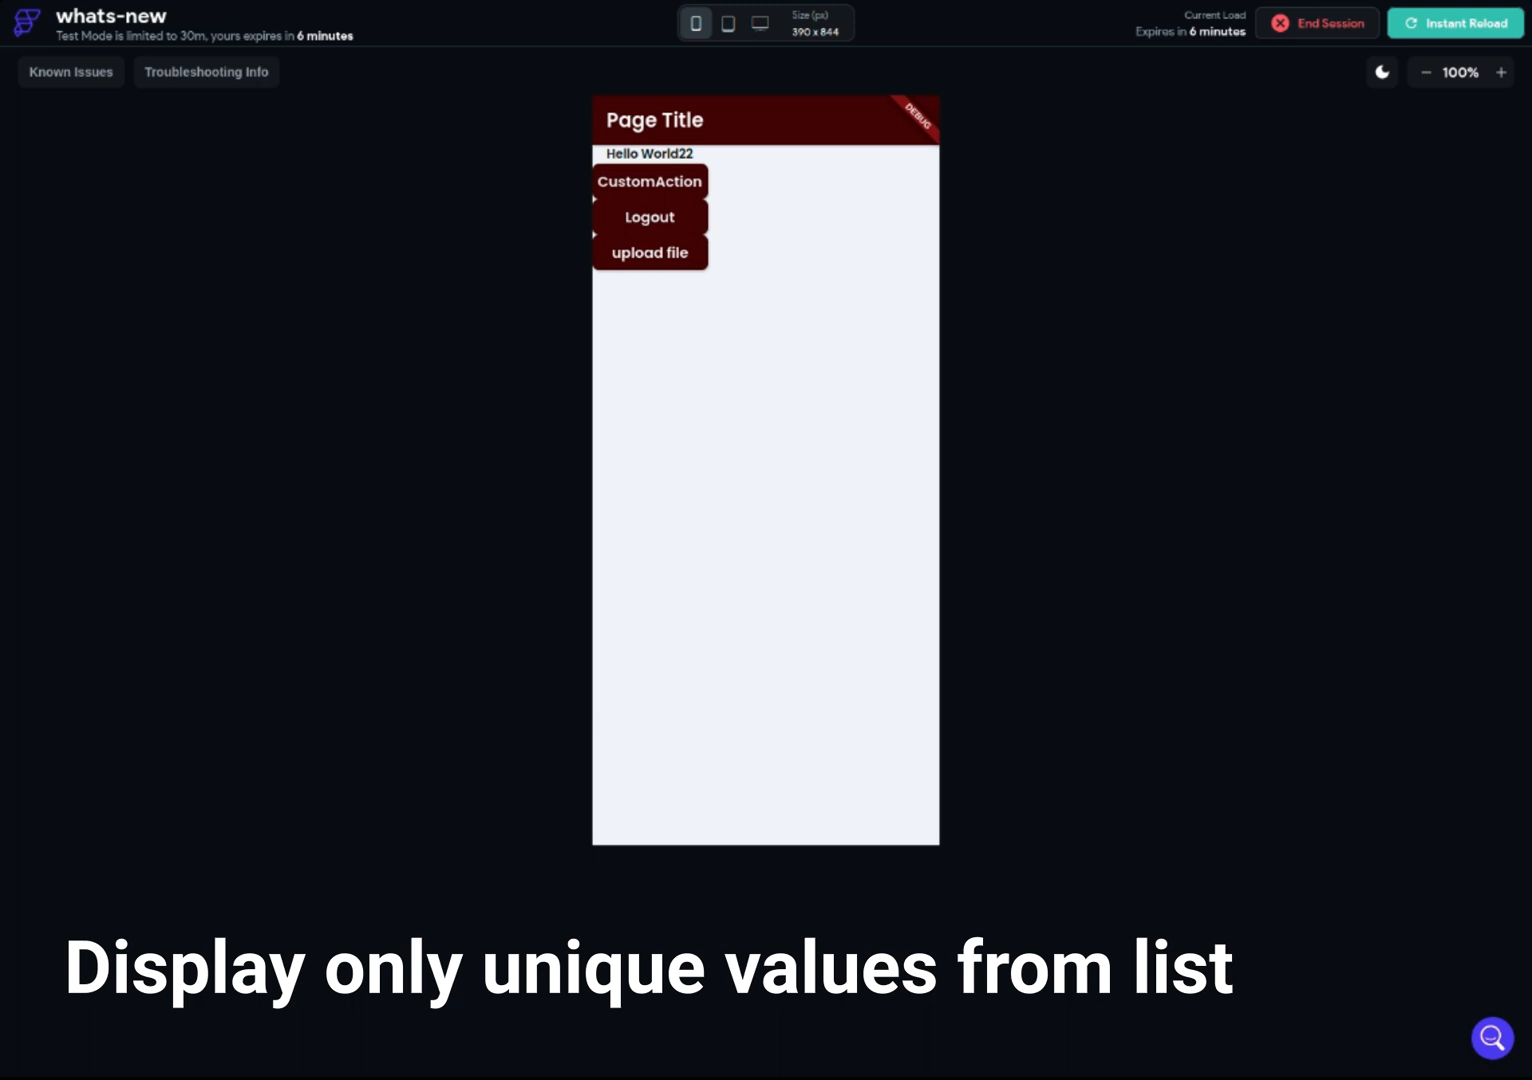 whats-new
Test Mode is limited to 30m, yours expires in 6 minutes
Size (px)
390 x 844
Current Load
Expires in 6 minutes
End Session
Instant Reload
Known Issues
Troubleshooting Info
100%
Page Title
DEBUG
Hello World22
CustomAction
Logout
upload file
Display only unique values from list